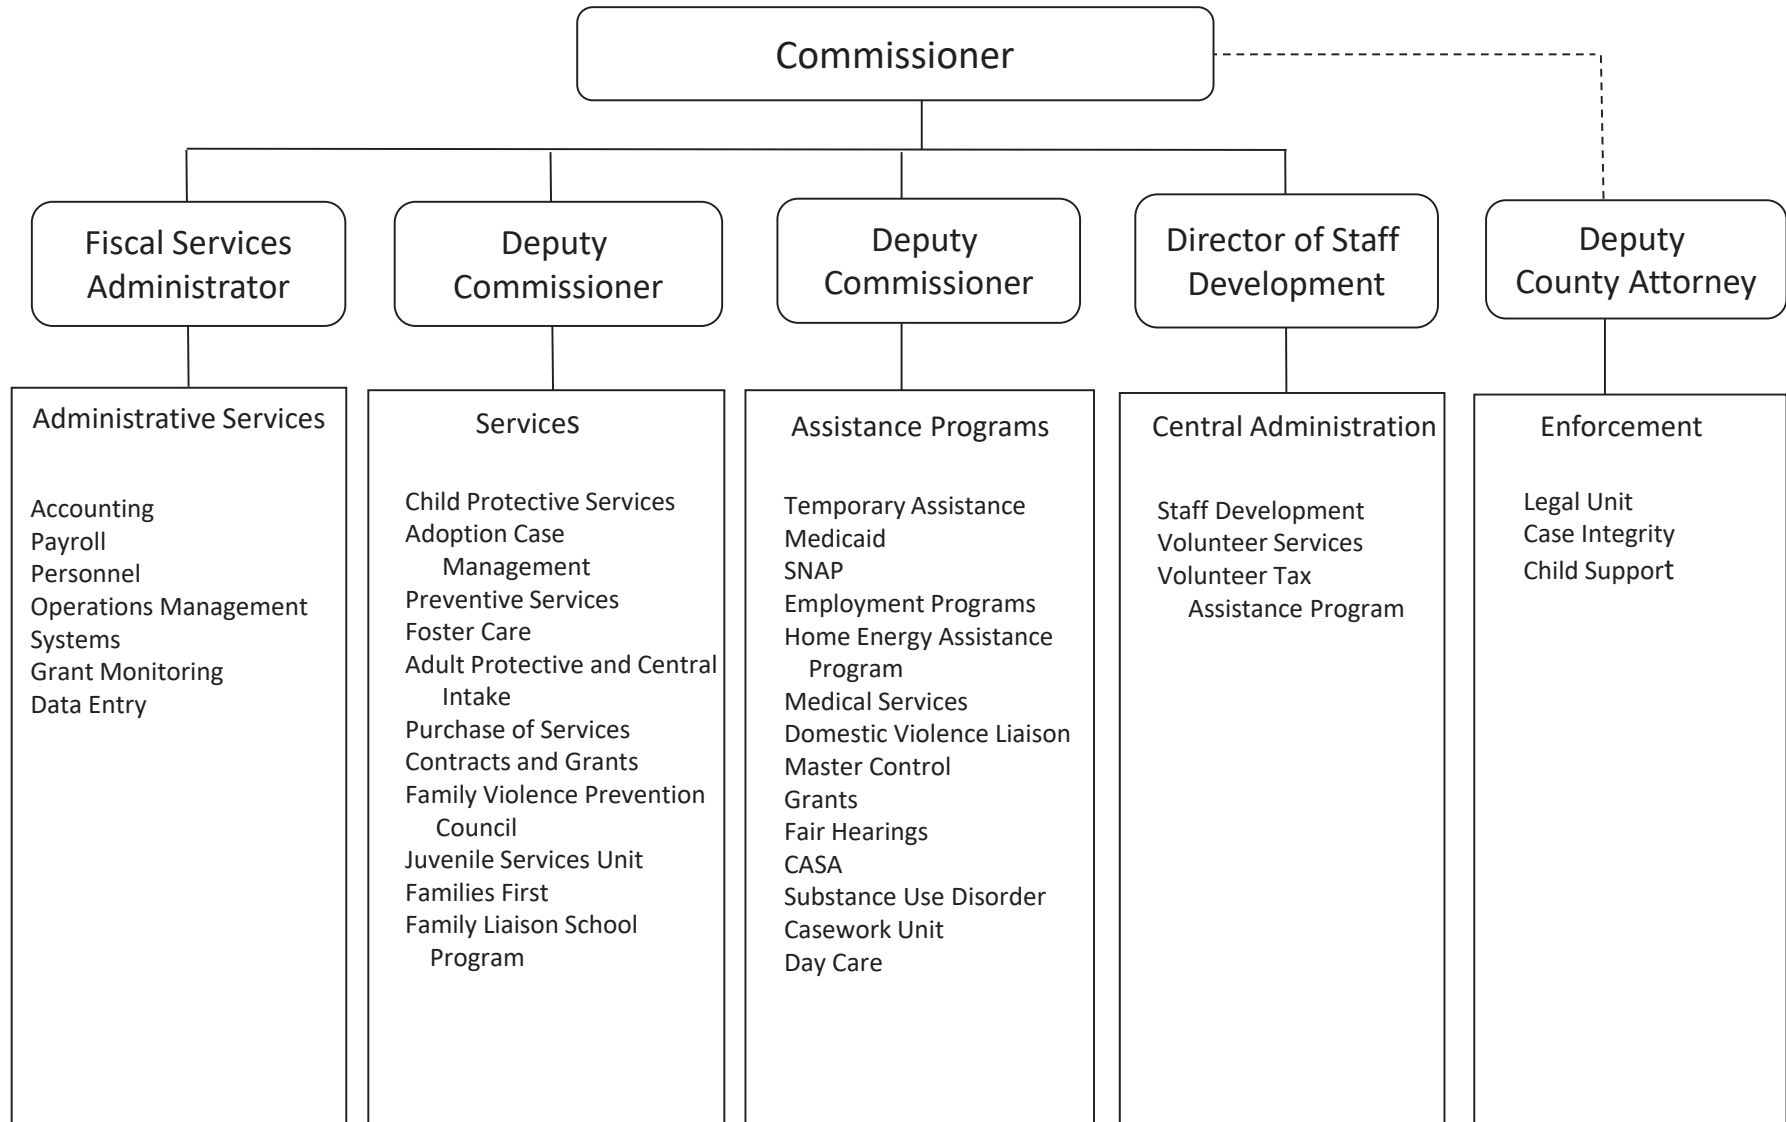 Commissioner
Fiscal Services
Administrator
Deputy
Commissioner
Deputy
Commissioner
Director of Staff
Development
Deputy
County Attorney
Administrative Services
Accounting
Payroll
Personnel
Operations Management
Systems
Grant Monitoring
Data Entry
Services
Child Protective Services
Adoption Case
Management
Preventive Services
Foster Care
Adult Protective and Central
Intake
Purchase of Services
Contracts and Grants
Family Violence Prevention
Council
Juvenile Services Unit
Families First
Family Liaison School
Program
Assistance Programs
Temporary Assistance
Medicaid
SNAP
Employment Programs
Home Energy Assistance
Program
Medical Services
Domestic Violence Liaison
Master Control
Grants
Fair Hearings
CASA
Substance Use Disorder
Casework Unit
Day Care
Central Administration
Staff Development
Volunteer Services
Volunteer Tax
Assistance Program
Enforcement
Legal Unit
Case Integrity
Child Support